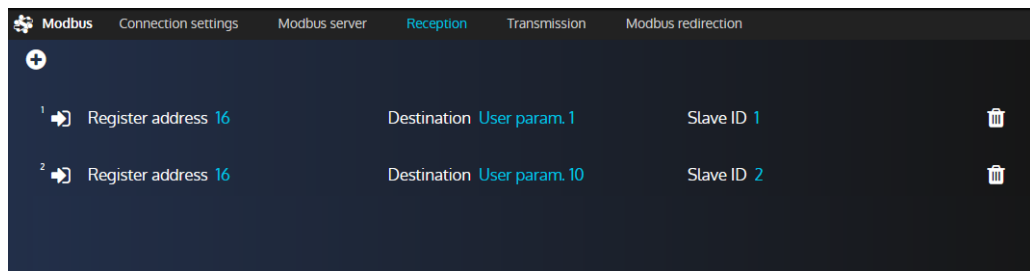 Modbus Connection settings Modbus server Reception Transmission Modbus redirection
1 Register address 16 Destination User param. 1 Slave ID 1
2 Register address 16 Destination User param. 10 Slave ID 2